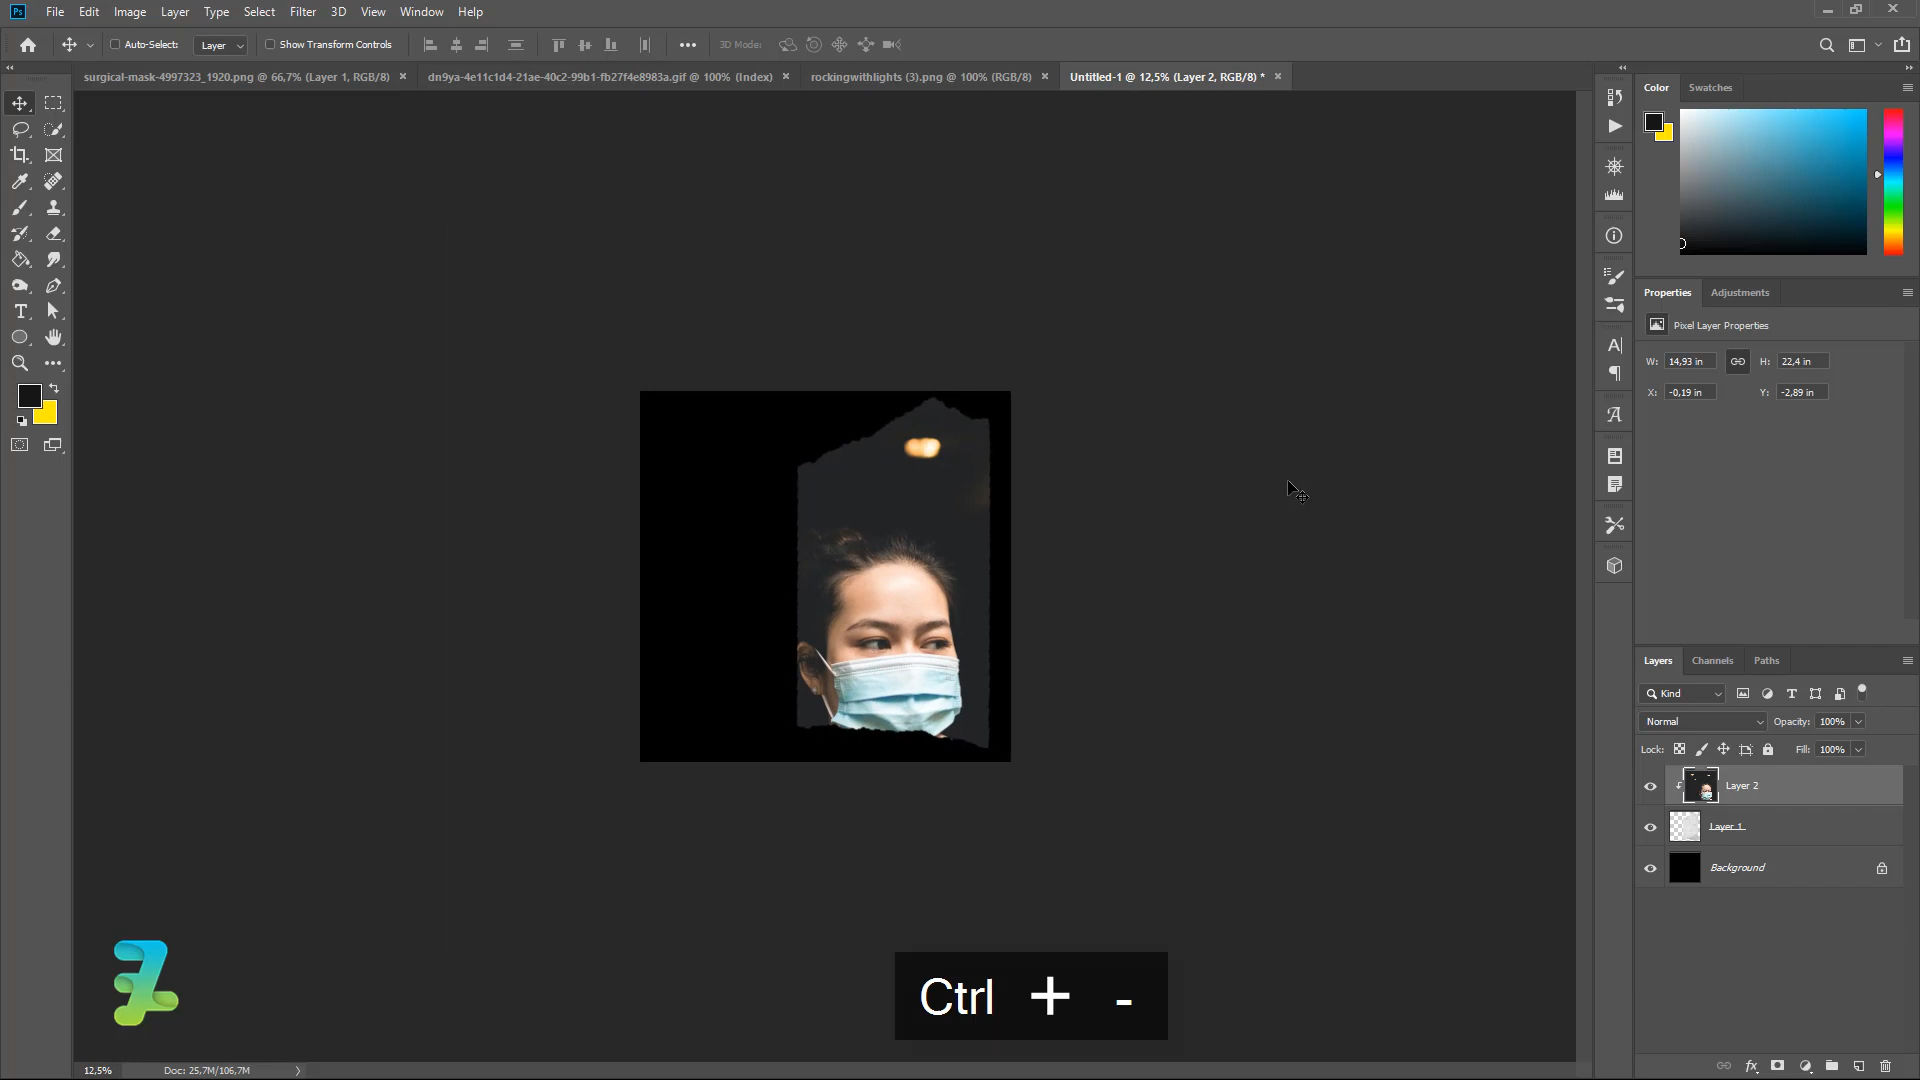 Ps File Edit Image Layer Type Select Filter 3D View Window Help
Auto-Select: Layer Show Transform Controls 3D Mode:
surgical-mask-4997323_1920.png @ 66,7% (Layer 1, RGB/8) dn9ya-4e11c1d4-21ae-40c2-99b1-fb27f4e8983a.gif @ 100% (Index) rockingwithlights (3).png @ 100% (RGB/8) Untitled-1 @ 12,5% (Layer 2, RGB/8) *
Color Swatches
Properties Adjustments
Pixel Layer Properties
W: 14,93 in H: 22,4 in
X: -0,19 in Y: -2,89 in
Layers Channels Paths
Kind
Normal Opacity: 100%
Lock: Fill: 100%
Layer 2
Layer 1
Background
Ctrl + -
12,5% Doc: 25,7M/106,7M